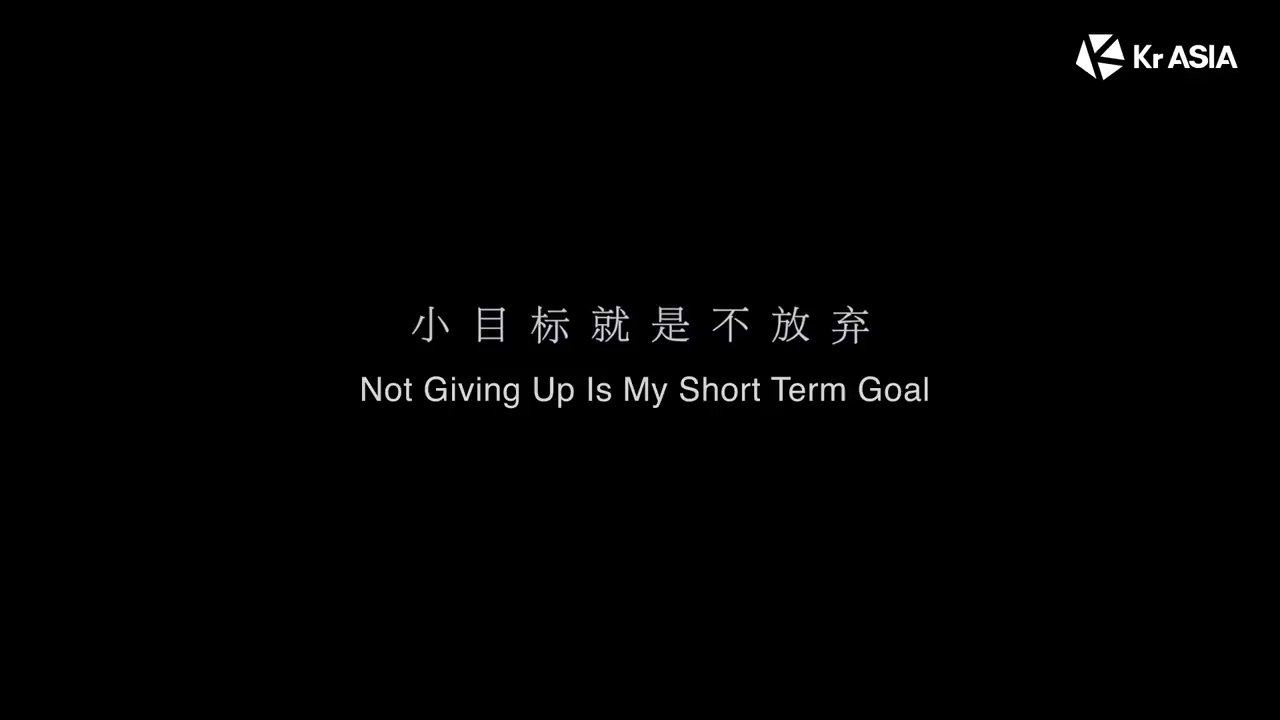 Kr ASIA
小目标就是不放弃
Not Giving Up Is My Short Term Goal